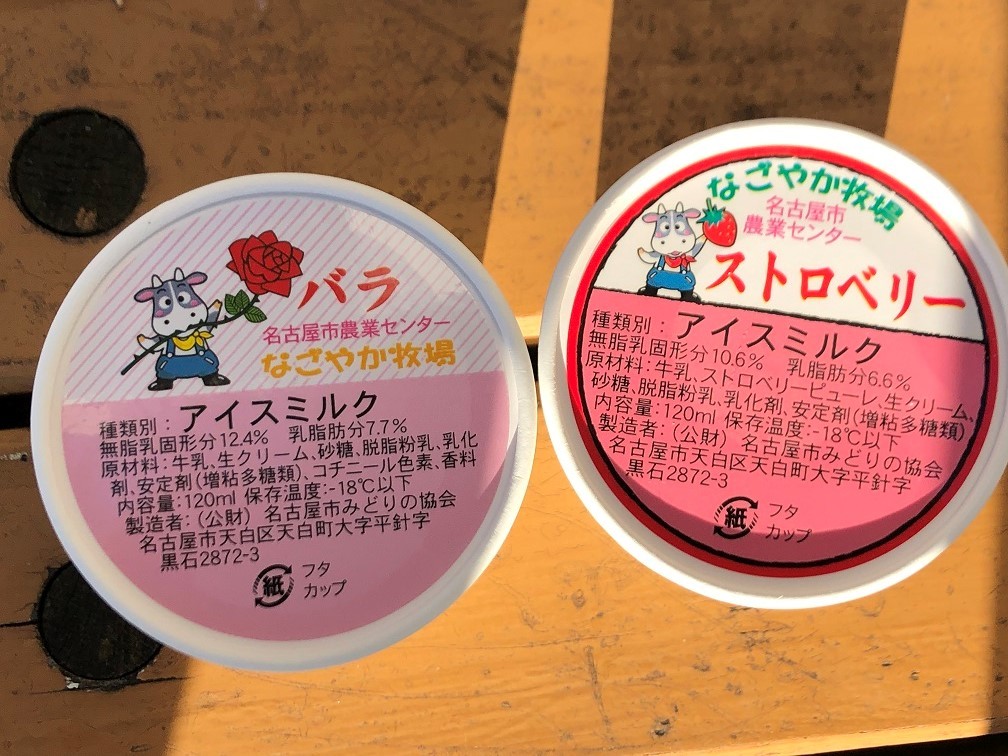 バラ
名古屋市農業センター
なごやか牧場
種類別:アイスミルク
無脂乳固形分12.4% 乳脂肪分7.7%
原材料:牛乳、生クリーム、砂糖、脱脂粉乳、乳化
剤、安定剤(増粘多糖類)、コチニール色素、香料
内容量:120ml 保存温度:-18℃以下
製造者:(公財) 名古屋市みどりの協会
名古屋市天白区天白町大字平針字
黒石2872-3
紙
フタ
カップ
なごやか牧場
名古屋市
農業センター
ストロベリー
種類別:アイスミルク
無脂乳固形分10.6% 乳脂肪分6.6%
原材料:牛乳、ストロベリーピューレ、生クリーム、
砂糖、脱脂粉乳、乳化剤、安定剤(増粘多糖類)
内容量:120ml 保存温度:-18℃以下
製造者:(公財) 名古屋市みどりの協会
名古屋市天白区天白町大字平針字
黒石2872-3
紙
フタ
カップ